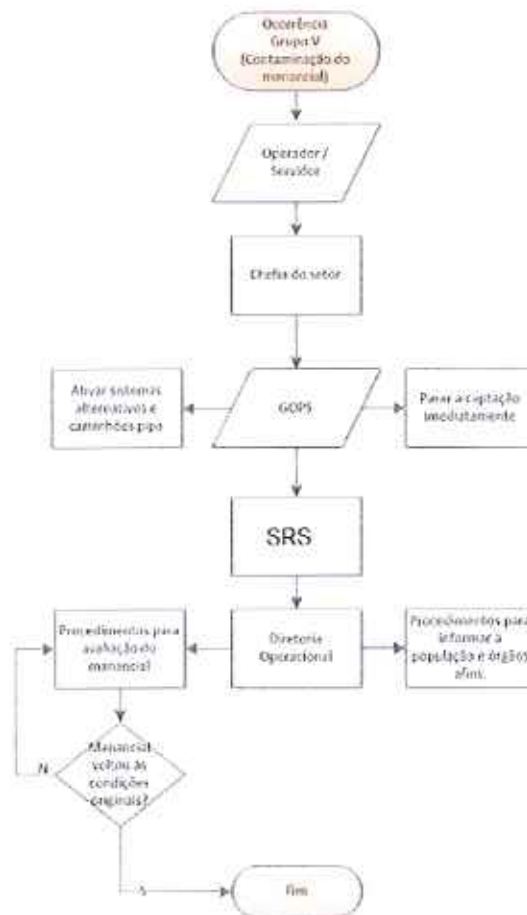 Ocorrência
Grupo V
(Contaminação do
manancial)
Operador /
Chefia do setor
Ativar sistemas
alternativos e
caminhões pipa
GOPS
Parar a captação
imediatamente
SRS
Procedimentos para
avaliação do
manancial
Diretoria
Operacional
Procedimentos para
informar a
população e órgãos
afins.
Manancial
voltou às
condições
originais?
N
S
Fim